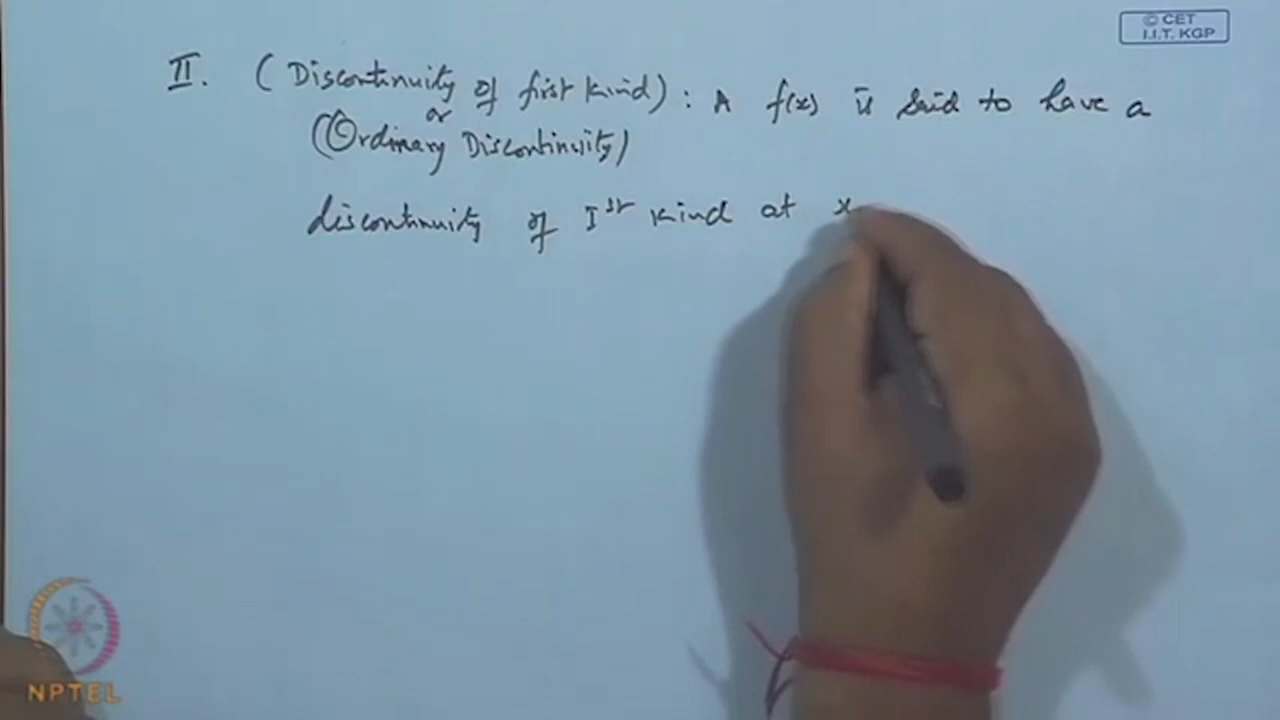 © CET
I.I.T. KGP
II. (Discontinuity of first kind) : A f(x) is said to have a
or
(Ordinary Discontinuity)
discontinuity of Ist kind at x
NPTEL